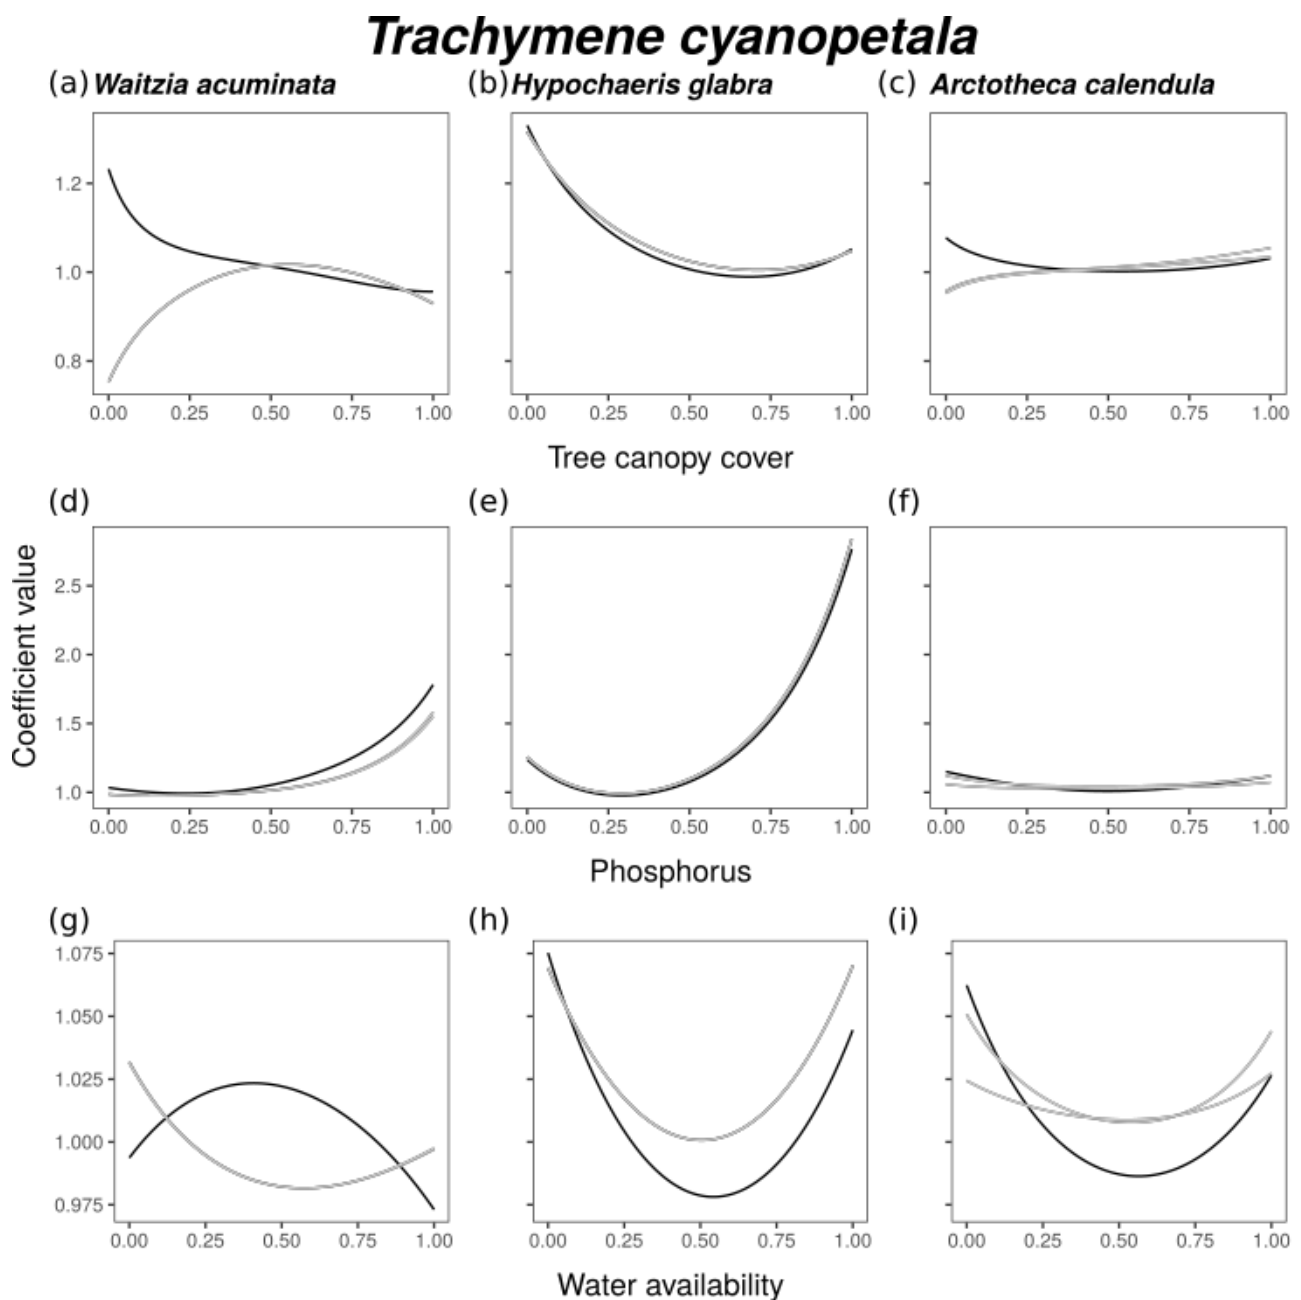 Trachymene cyanopetala
(a) Waitzia acuminata
(b) Hypochaeris glabra
(c) Arctotheca calendula
1.2
1.0
0.8
0.00 0.25 0.50 0.75 1.00
0.00 0.25 0.50 0.75 1.00
0.00 0.25 0.50 0.75 1.00
Tree canopy cover
(d)
(e)
(f)
Coefficient value
2.5
2.0
1.5
1.0
0.00 0.25 0.50 0.75 1.00
0.00 0.25 0.50 0.75 1.00
0.00 0.25 0.50 0.75 1.00
Phosphorus
(g)
(h)
(i)
1.075
1.050
1.025
1.000
0.975
0.00 0.25 0.50 0.75 1.00
0.00 0.25 0.50 0.75 1.00
0.00 0.25 0.50 0.75 1.00
Water availability